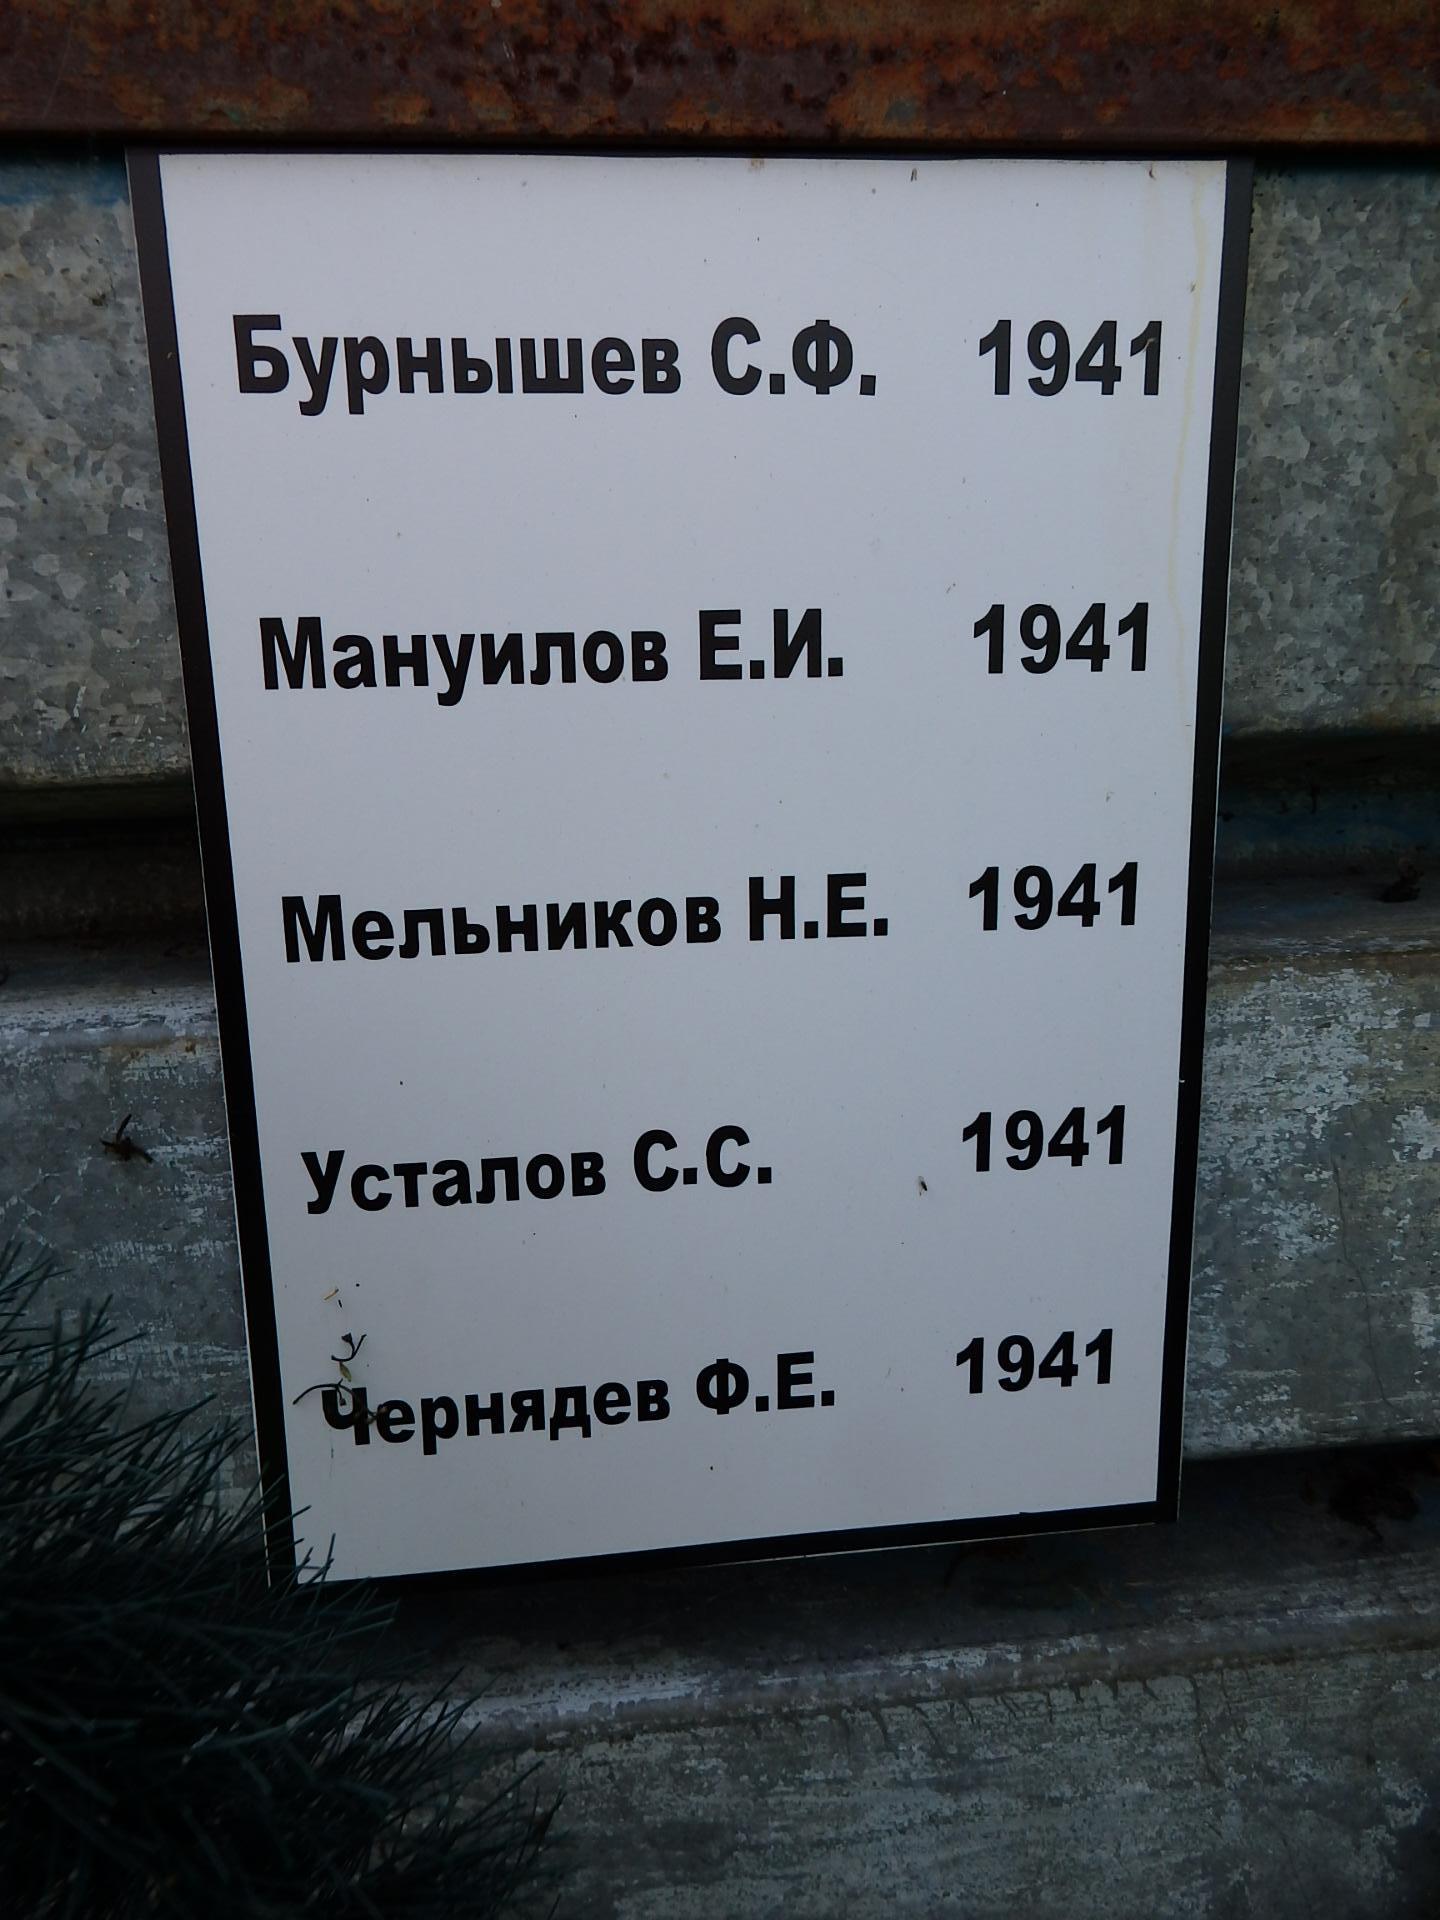 Бурнышев С.Ф. 1941
Мануилов Е.И. 1941
Мельников Н.Е. 1941
Усталов С.С. 1941
Чернядев Ф.Е. 1941